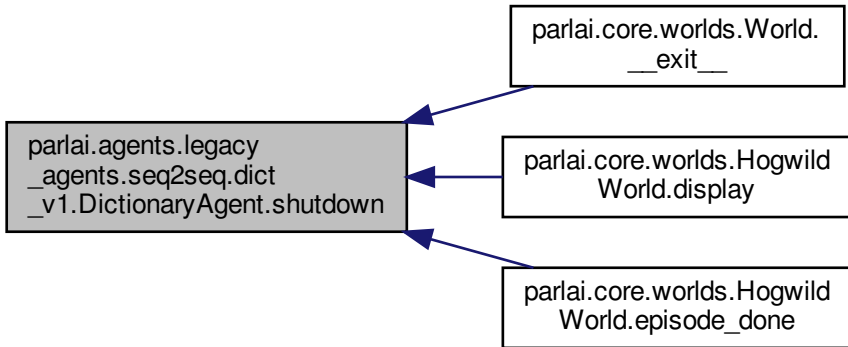 parlai.agents.legacy
_agents.seq2seq.dict
_v1.DictionaryAgent.shutdown
parlai.core.worlds.World.
__exit__
parlai.core.worlds.Hogwild
World.display
parlai.core.worlds.Hogwild
World.episode_done